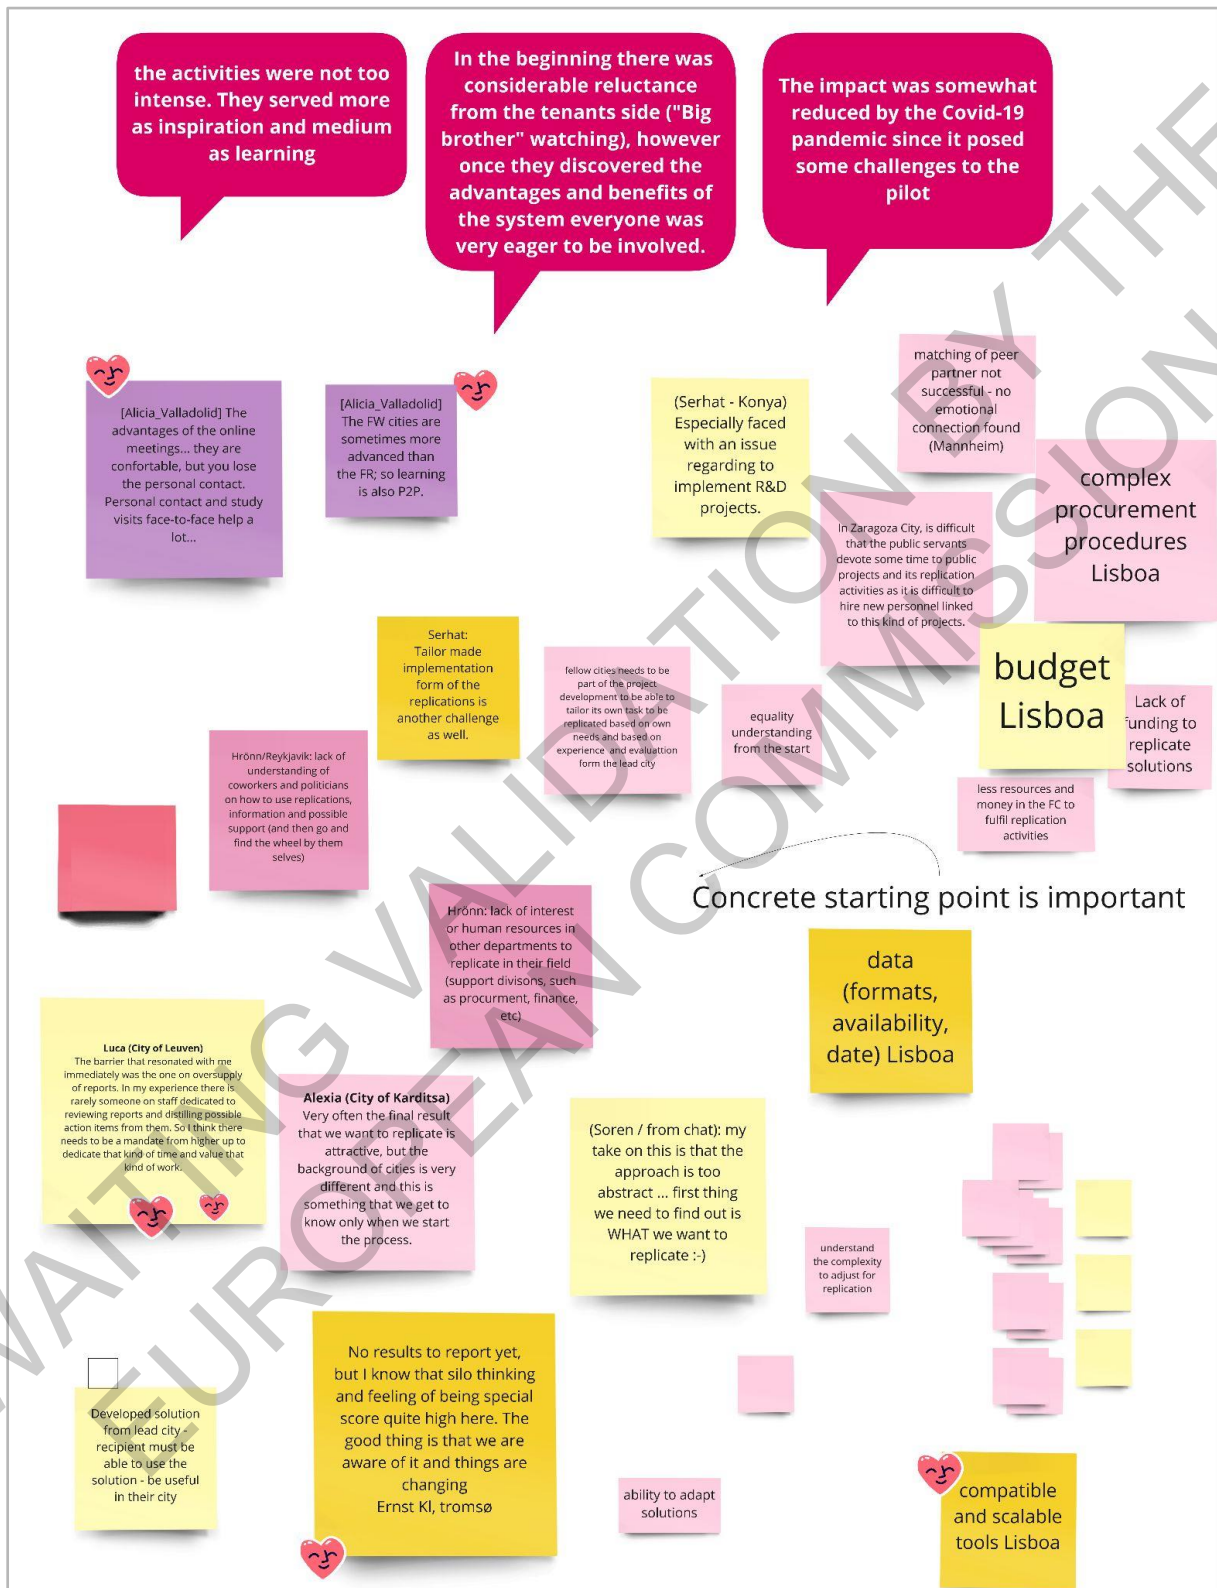 the activities were not too
intense. They served more
as inspiration and medium
as learning
In the beginning there was
considerable reluctance
from the tenants side ("Big
brother" watching), however
once they discovered the
advantages and benefits of
the system everyone was
very eager to be involved.
The impact was somewhat
reduced by the Covid-19
pandemic since it posed
some challenges to the
pilot
[Alicia_Valladolid] The
advantages of the online
meetings... they are
confortable, but you lose
the personal contact.
Personal contact and study
visits face-to-face help a
lot...
[Alicia_Valladolid]
The FW cities are
sometimes more
advanced than
the FR; so learning
is also P2P.
(Serhat - Konya)
Especially faced
with an issue
regarding to
implement R&D
projects.
matching of peer
partner not
successful - no
emotional
connection found
(Mannheim)
complex
procurement
procedures
Lisboa
In Zaragoza City, is difficult
that the public servants
devote some time to public
projects and its replication
activities as it is difficult to
hire new personnel linked
to this kind of projects.
Serhat:
Tailor made
implementation
form of the
replications is
another challenge
as well.
fellow cities needs to be
part of the project
development to be able to
tailor its own task to be
replicated based on own
needs and based on
experience and evaluattion
form the lead city
equality
understanding
from the start
budget
Lisboa
Lack of
funding to
replicate
solutions
less resources and
money in the FC to
fulfil replication
activities
Hrönn/Reykjavik: lack of
understanding of
coworkers and politicians
on how to use replications,
information and possible
support (and then go and
find the wheel by them
selves)
Concrete starting point is important
Hrönn: lack of interest
or human resources in
other departments to
replicate in their field
(support divisons, such
as procurment, finance,
etc)
data
(formats,
availability,
date) Lisboa
Luca (City of Leuven)
The barrier that resonated with me
immediately was the one on oversupply
of reports. In my experience there is
rarely someone on staff dedicated to
reviewing reports and distilling possible
action items from them. So I think there
needs to be a mandate from higher up to
dedicate that kind of time and value that
kind of work.
Alexia (City of Karditsa)
Very often the final result
that we want to replicate is
attractive, but the
background of cities is very
different and this is
something that we get to
know only when we start
the process.
(Soren / from chat): my
take on this is that the
approach is too
abstract ... first thing
we need to find out is
WHAT we want to
replicate :-)
understand
the complexity
to adjust for
replication
No results to report yet,
but I know that silo thinking
and feeling of being special
score quite high here. The
good thing is that we are
aware of it and things are
changing
Ernst Kl, tromsø
Developed solution
from lead city -
recipient must be
able to use the
solution - be useful
in their city
ability to adapt
solutions
compatible
and scalable
tools Lisboa
WAITING VALIDATION BY THE
EUROPEAN COMMISSION